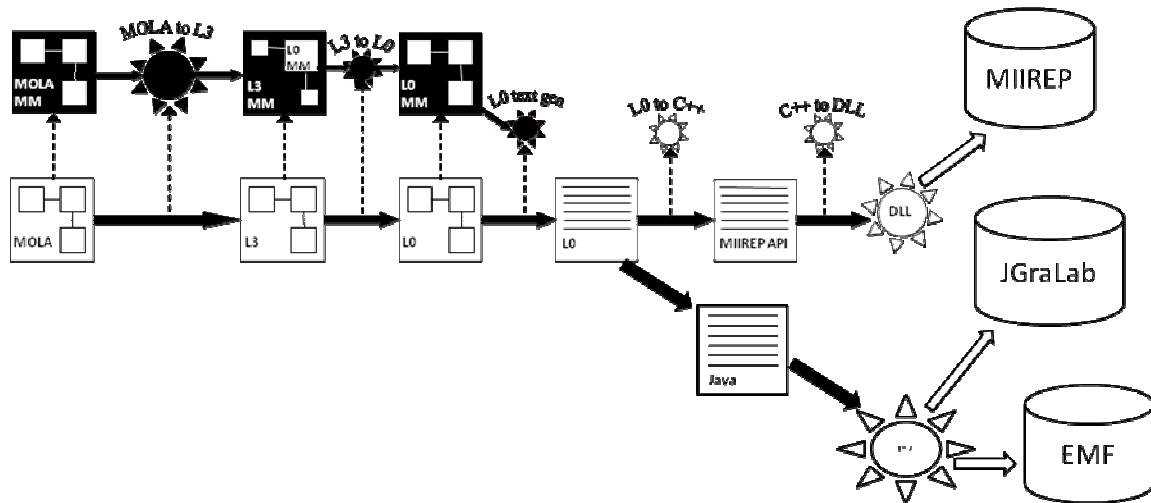 MOLA to L3
L3 to L0
L0 text gen
L0 to C++
C++ to DLL
MIIREP
MOLA
MM
L0
MM
L3
MM
L0
MM
MOLA
L3
L0
L0
MIIREP API
DLL
JGraLab
Java
EMF